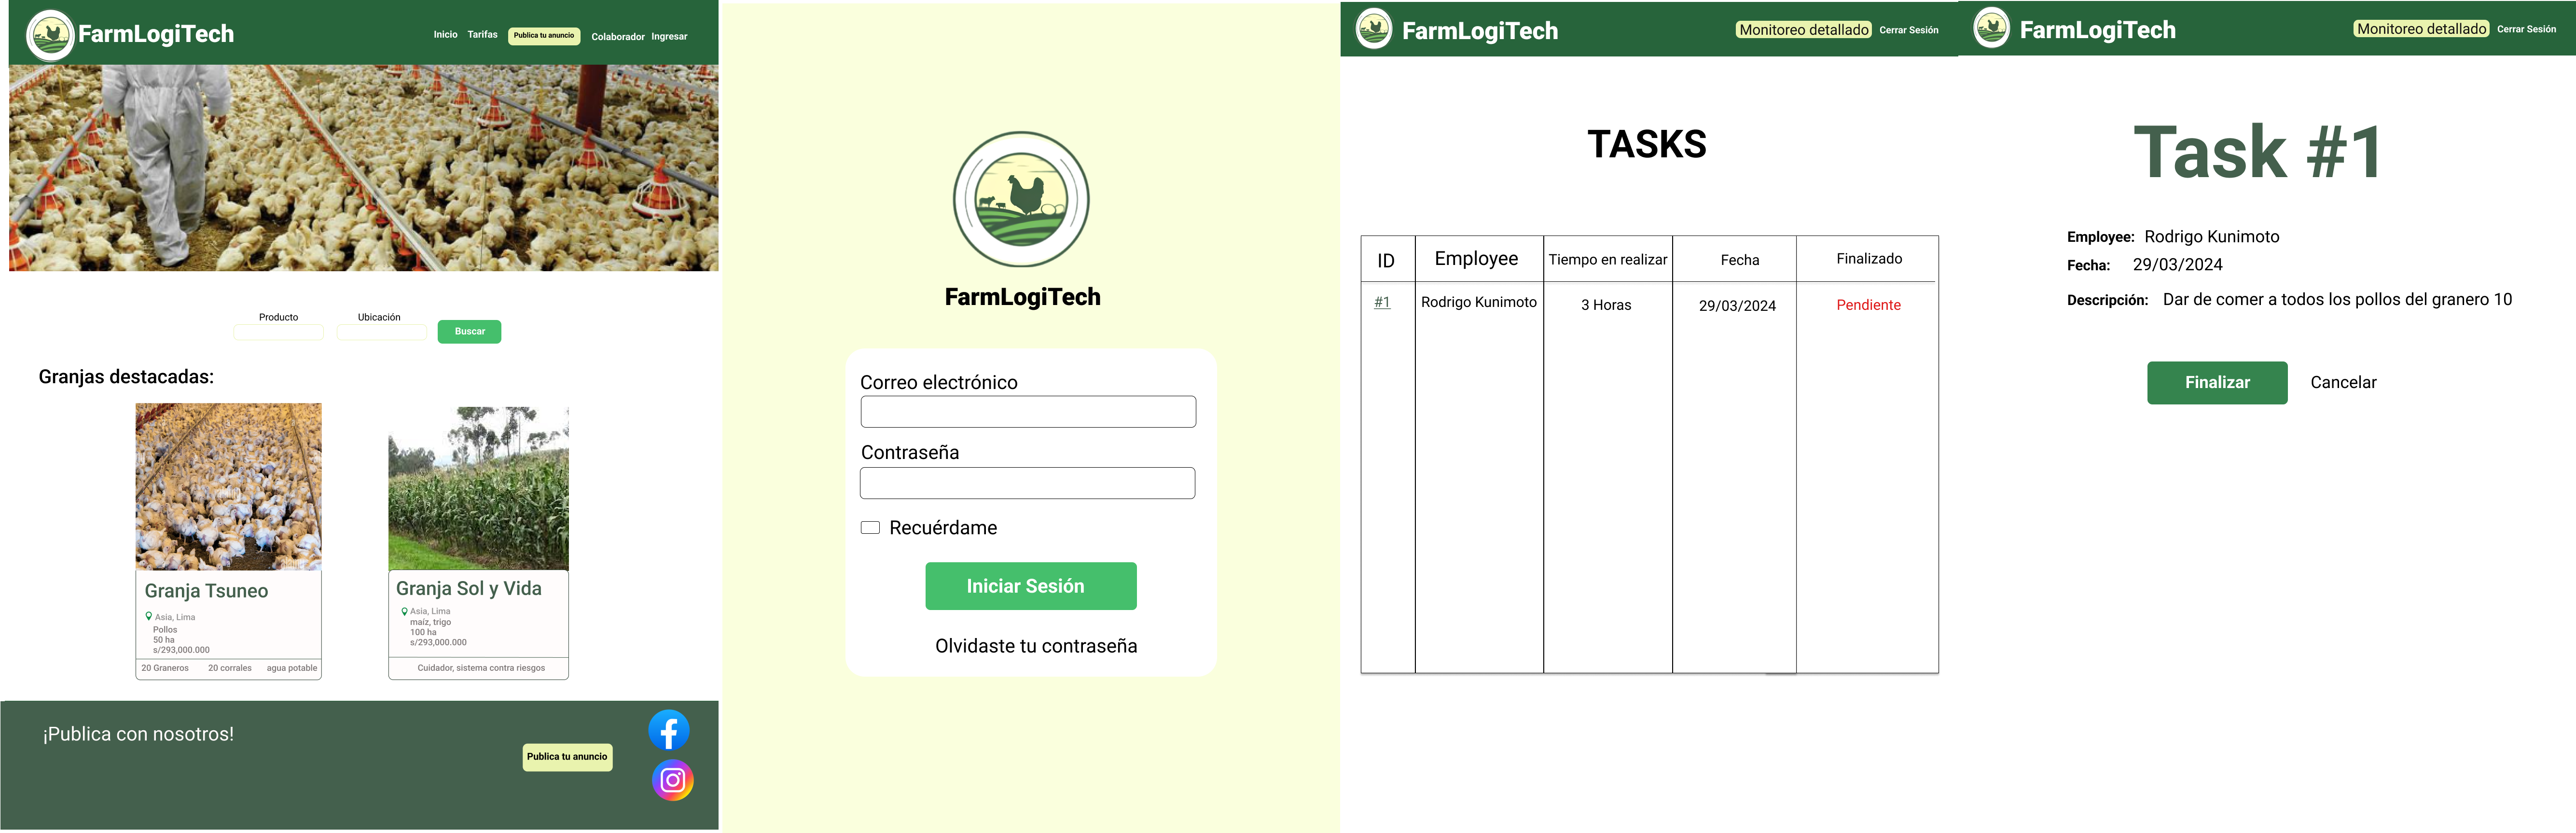 FarmLogiTech
Inicio Tarifas Publica tu anuncio Colaborador Ingresar
Producto Ubicación
Buscar
Granjas destacadas:
Granja Tsuneo
Asia, Lima
Pollos
50 ha
s/293,000.000
20 Graneros 20 corrales agua potable
Granja Sol y Vida
Asia, Lima
maíz, trigo
100 ha
s/293,000.000
Cuidador, sistema contra riesgos
¡Publica con nosotros!
Publica tu anuncio
FarmLogiTech
Correo electrónico
Contraseña
Recuérdame
Iniciar Sesión
Olvidaste tu contraseña
FarmLogiTech
Monitoreo detallado Cerrar Sesión
TASKS
ID Employee Tiempo en realizar Fecha Finalizado
#1 Rodrigo Kunimoto 3 Horas 29/03/2024 Pendiente
FarmLogiTech
Monitoreo detallado Cerrar Sesión
Task #1
Employee: Rodrigo Kunimoto
Fecha: 29/03/2024
Descripción: Dar de comer a todos los pollos del granero 10
Finalizar Cancelar